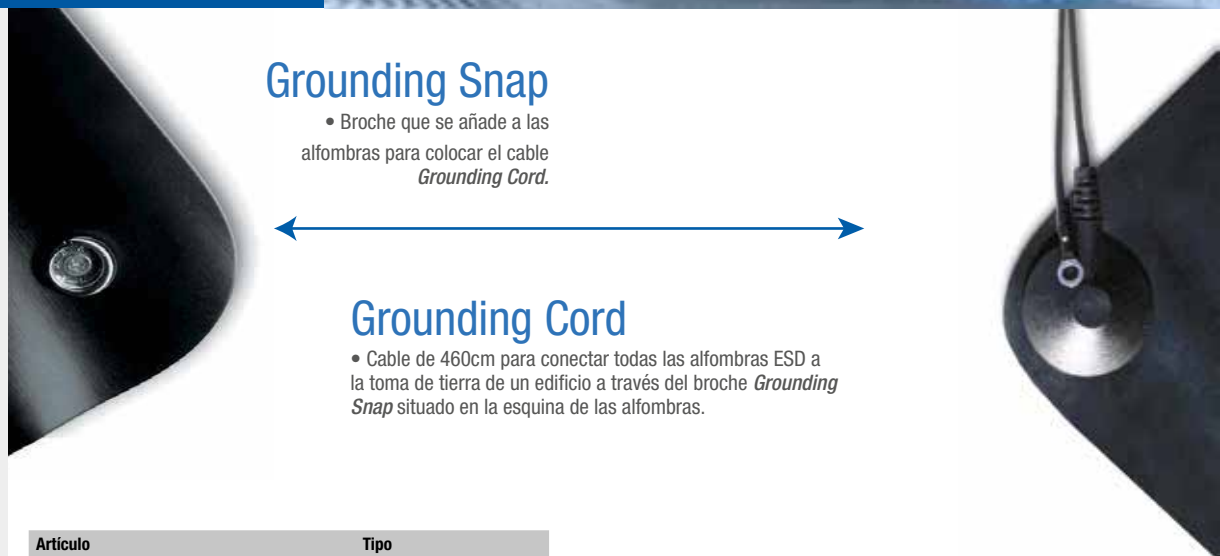 Grounding Snap
• Broche que se añade a las
alfombras para colocar el cable
Grounding Cord.
Grounding Cord
• Cable de 460cm para conectar todas las alfombras ESD a
la toma de tierra de un edificio a través del broche Grounding
Snap situado en la esquina de las alfombras.
Artículo Tipo